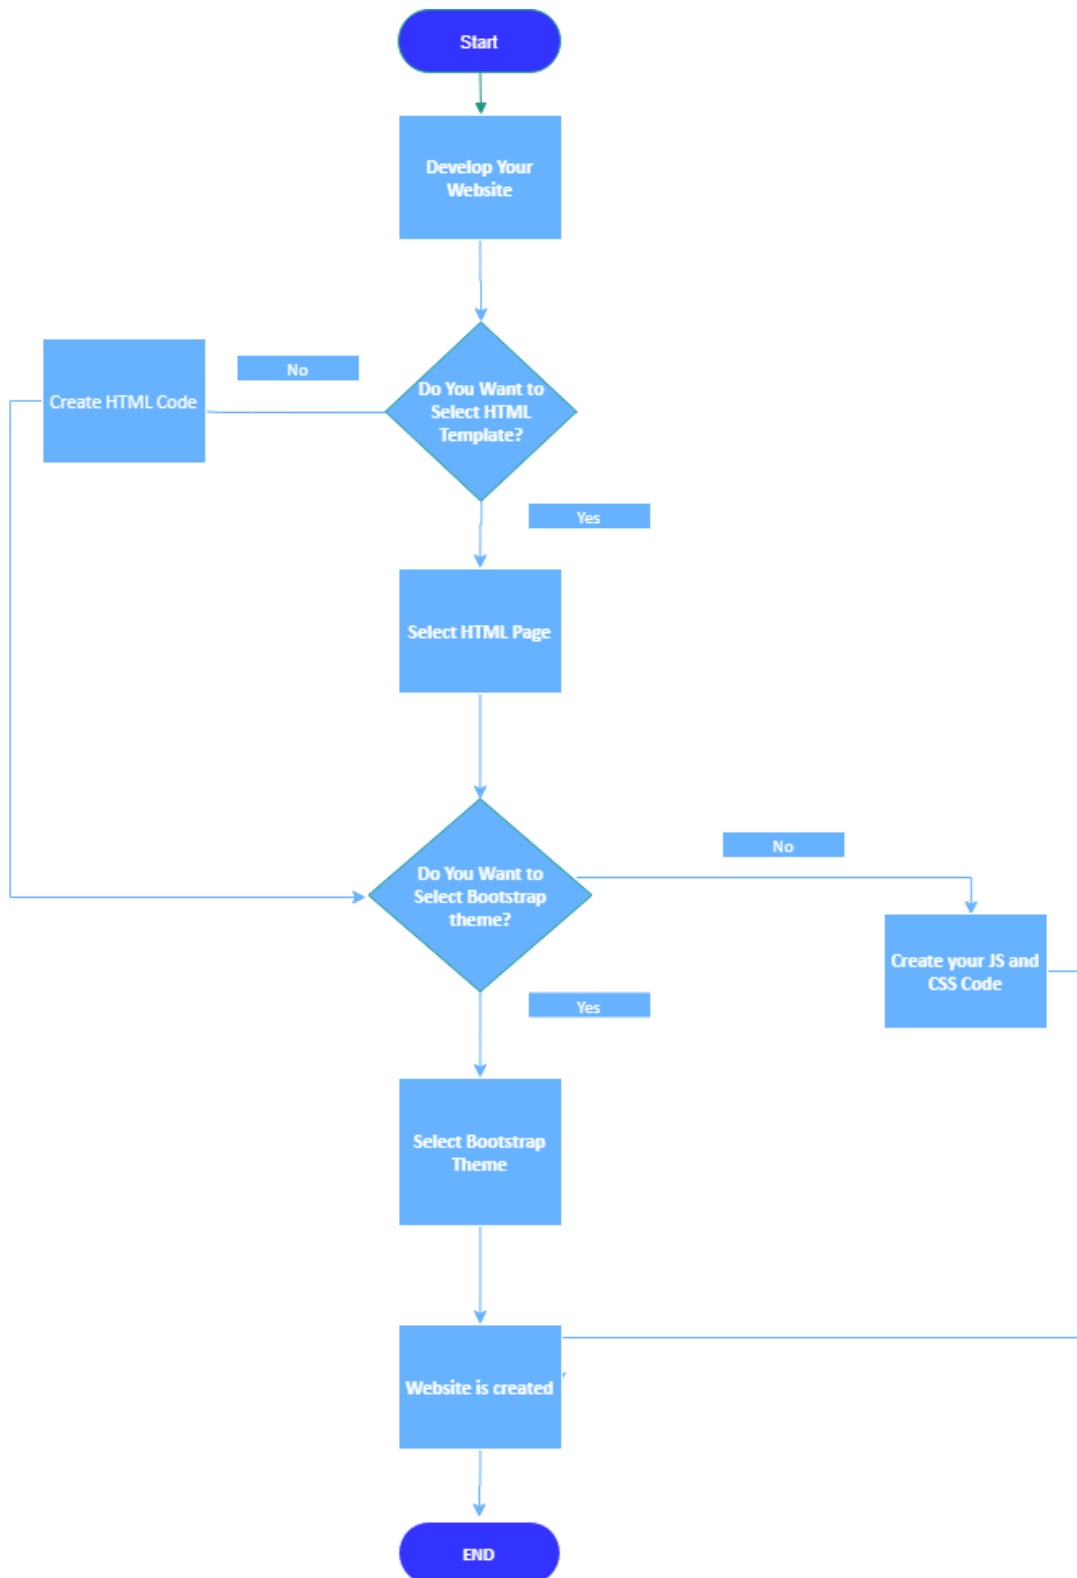 Start
Develop Your
Website
No
Create HTML Code
Do You Want to
Select HTML
Template?
Yes
Select HTML Page
No
Do You Want to
Select Bootstrap
theme?
Create your JS and
CSS Code
Yes
Select Bootstrap
Theme
Website is created
END